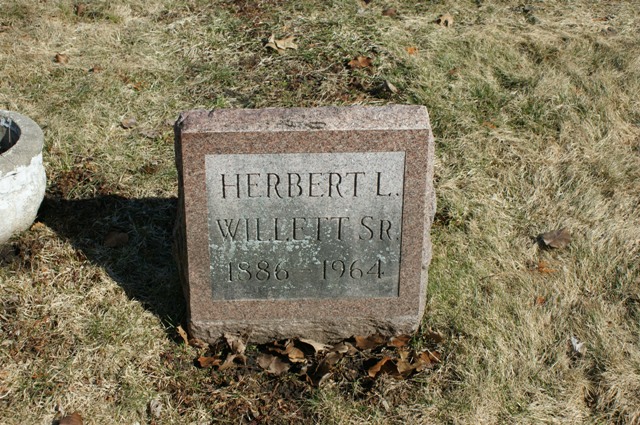 HERBERT L.
WILLETT SR.
1886 - 1964